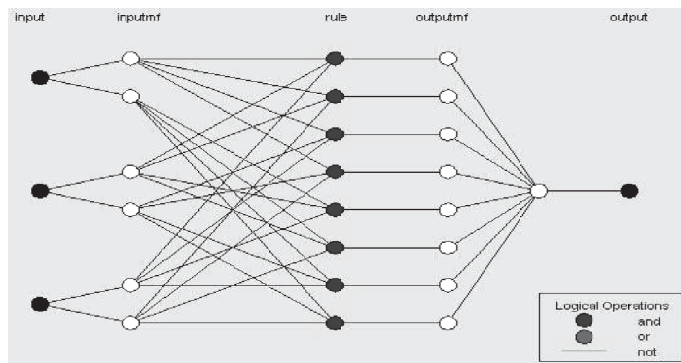 input inputmf rule outputmf output
Logical Operations
and
or
not